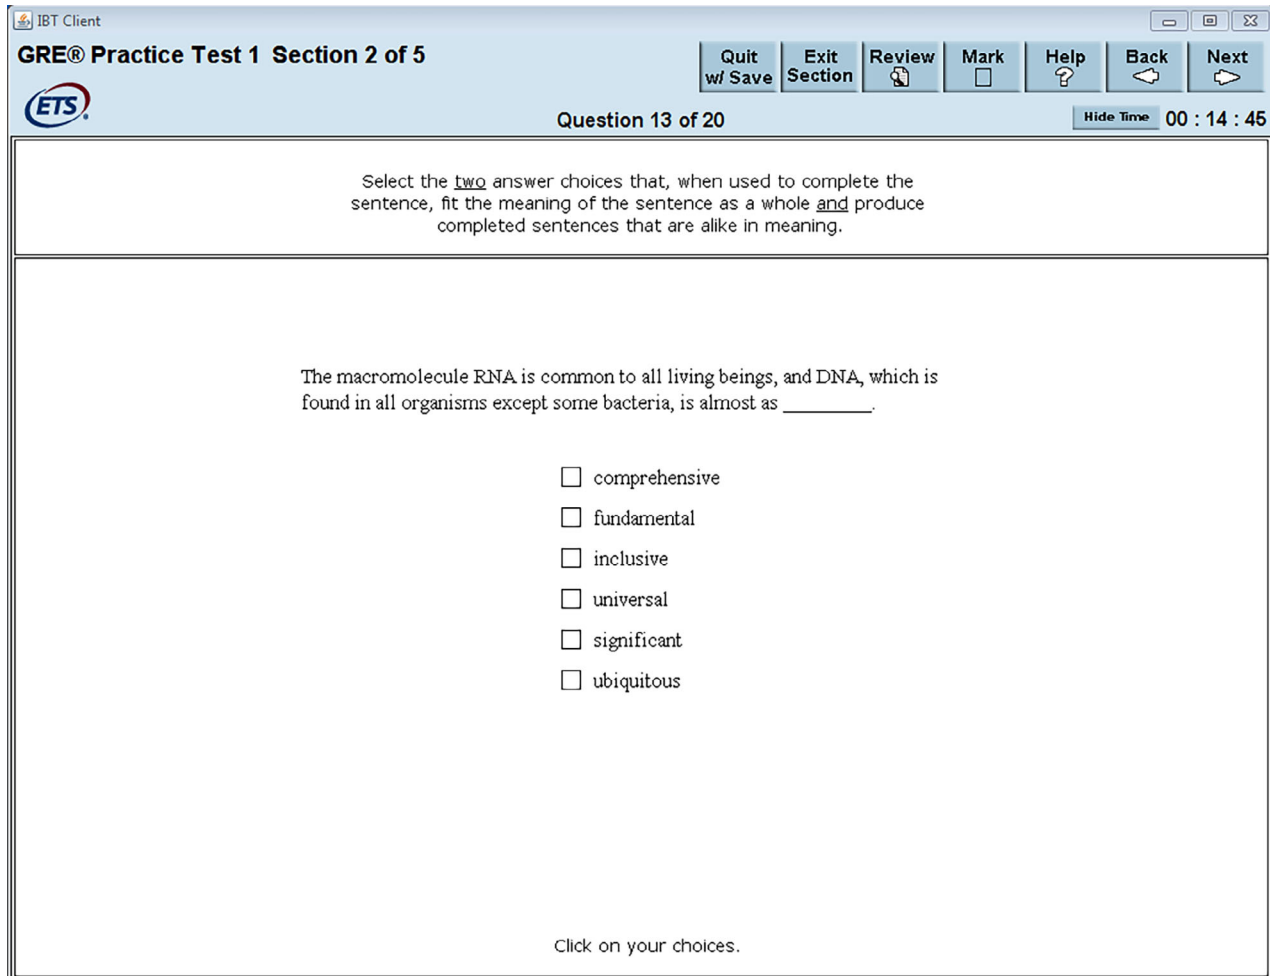 IBT Client
GRE® Practice Test 1 Section 2 of 5
Quit w/ Save
Exit Section
Review
Mark
Help
Back
Next
ETS
Question 13 of 20
Hide Time 00 : 14 : 45
Select the two answer choices that, when used to complete the
sentence, fit the meaning of the sentence as a whole and produce
completed sentences that are alike in meaning.
The macromolecule RNA is common to all living beings, and DNA, which is
found in all organisms except some bacteria, is almost as _________.
comprehensive
fundamental
inclusive
universal
significant
ubiquitous
Click on your choices.